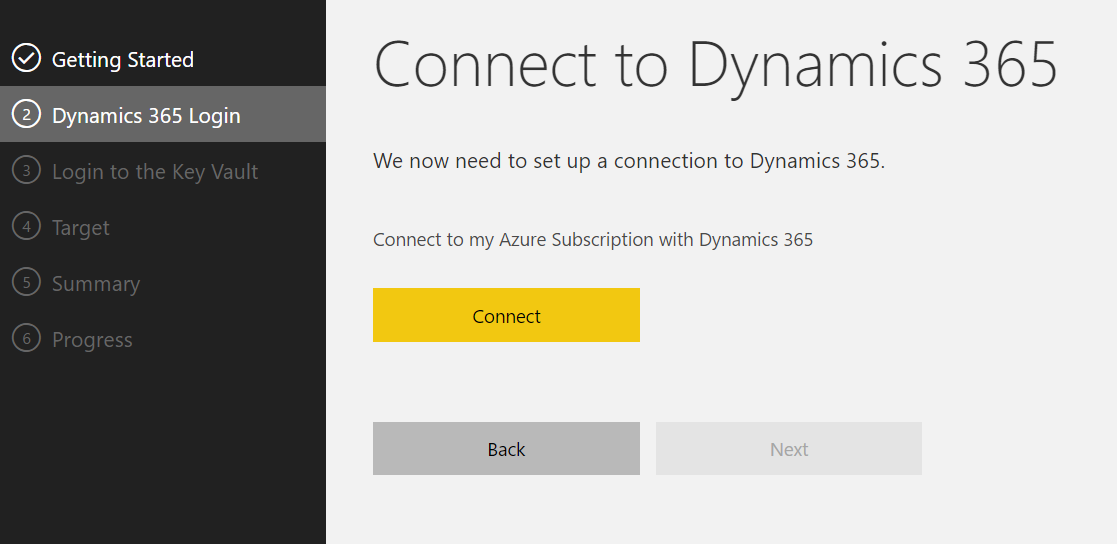 Getting Started
2 Dynamics 365 Login
3 Login to the Key Vault
4 Target
5 Summary
6 Progress
Connect to Dynamics 365
We now need to set up a connection to Dynamics 365.
Connect to my Azure Subscription with Dynamics 365
Connect
Back
Next